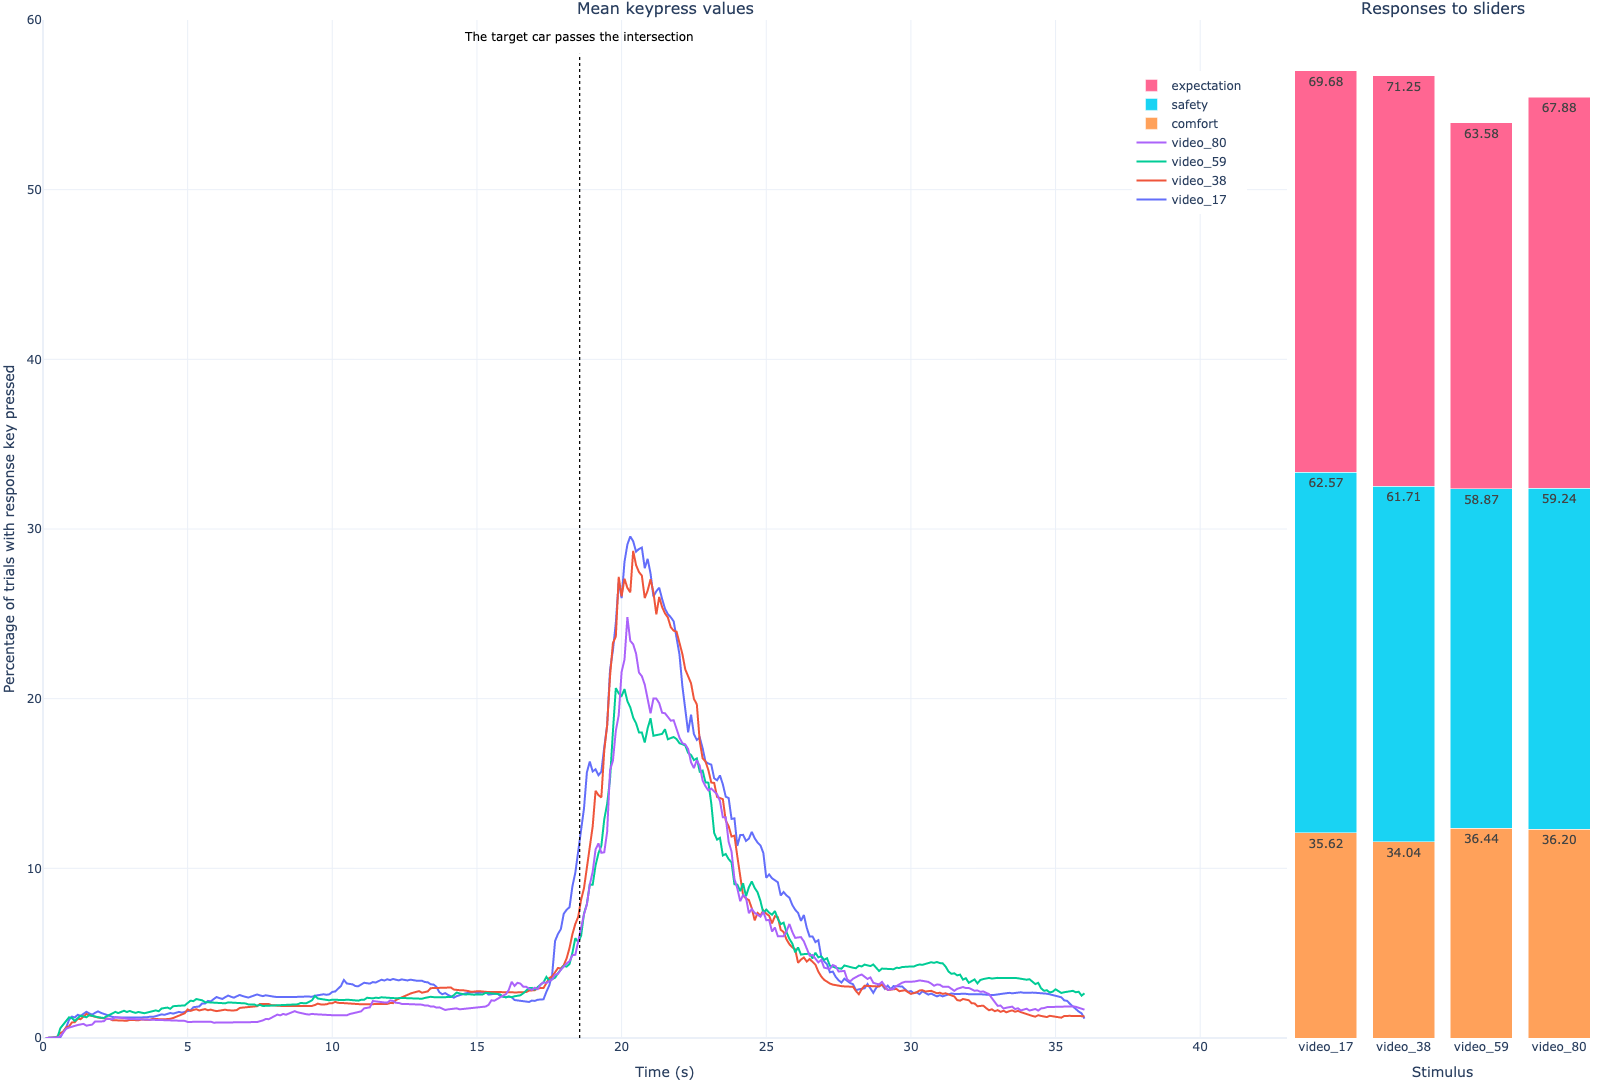 Mean keypress values
Responses to sliders
60
50
40
30
20
10
0
Percentage of trials with response key pressed
The target car passes the intersection
expectation
safety
comfort
video_80
video_59
video_38
video_17
0 5 10 15 20 25 30 35 40
Time (s)
69.68 71.25 63.58 67.88
62.57 61.71 58.87 59.24
35.62 34.04 36.44 36.20
video_17 video_38 video_59 video_80
Stimulus